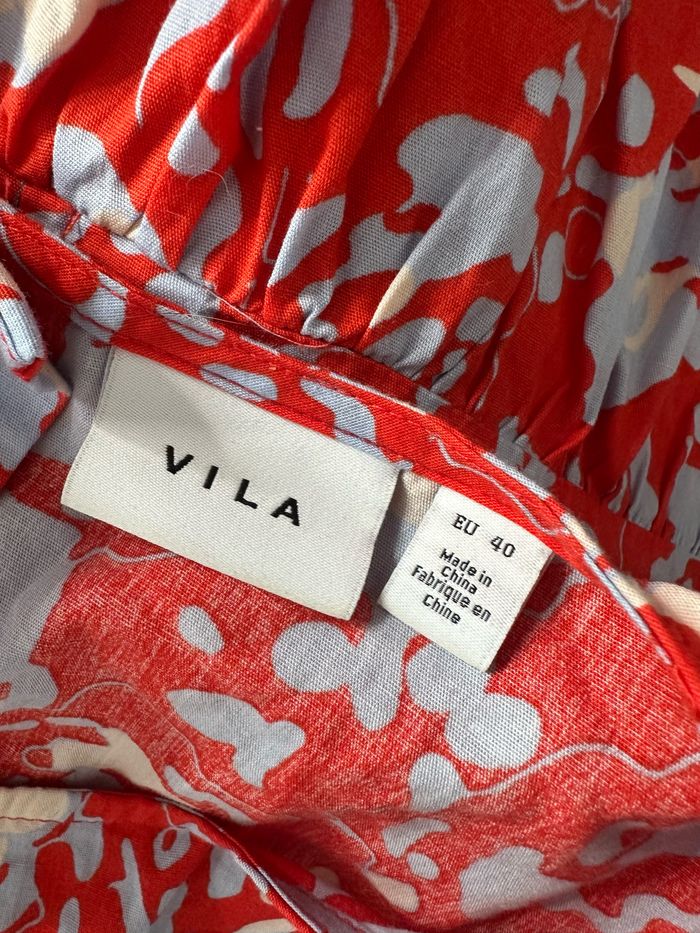 VILA
EU 40
Made in
China
Fabrique en
Chine